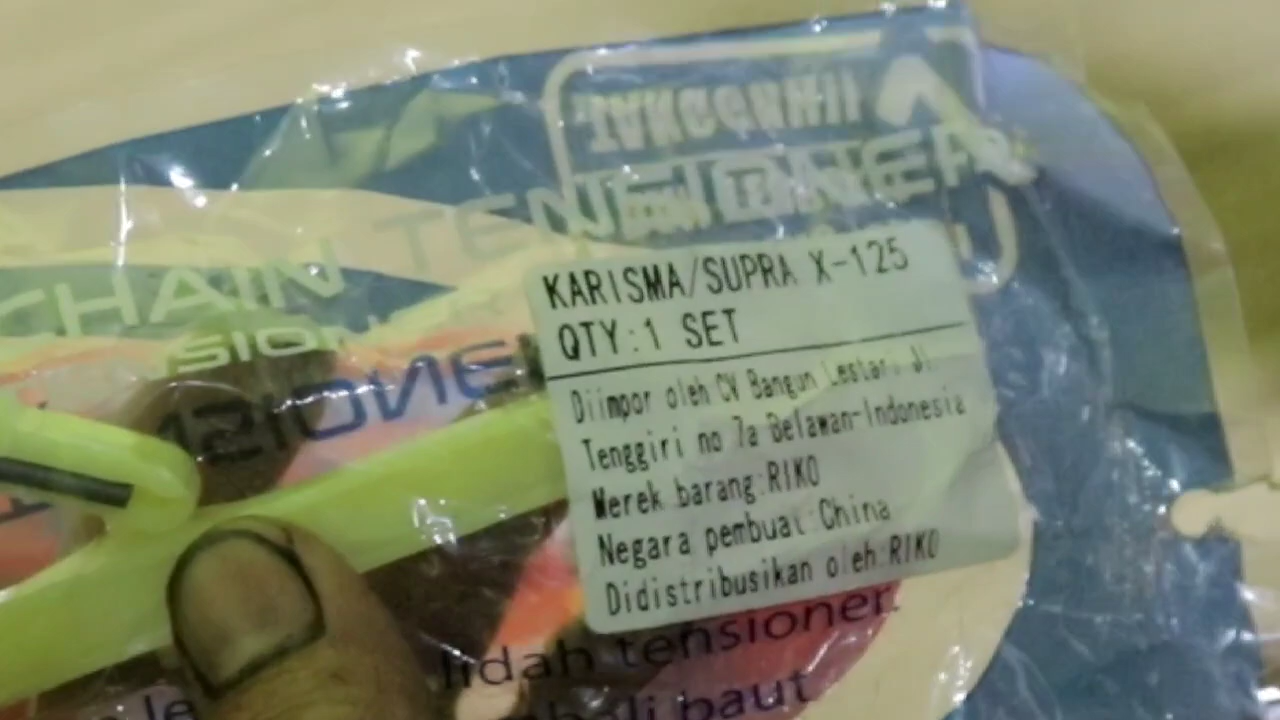 CHAIN TENSIONER
SION
KARISMA/SUPRA X-125
QTY:1 SET
Diimpor oleh CV Bangun Lestari, Jl
Tenggiri no 7a Belawan-Indonesia
Merek barang:RIKO
Negara pembuat:China
Didistribusikan oleh:RIKO
lidah tensioner.
baut